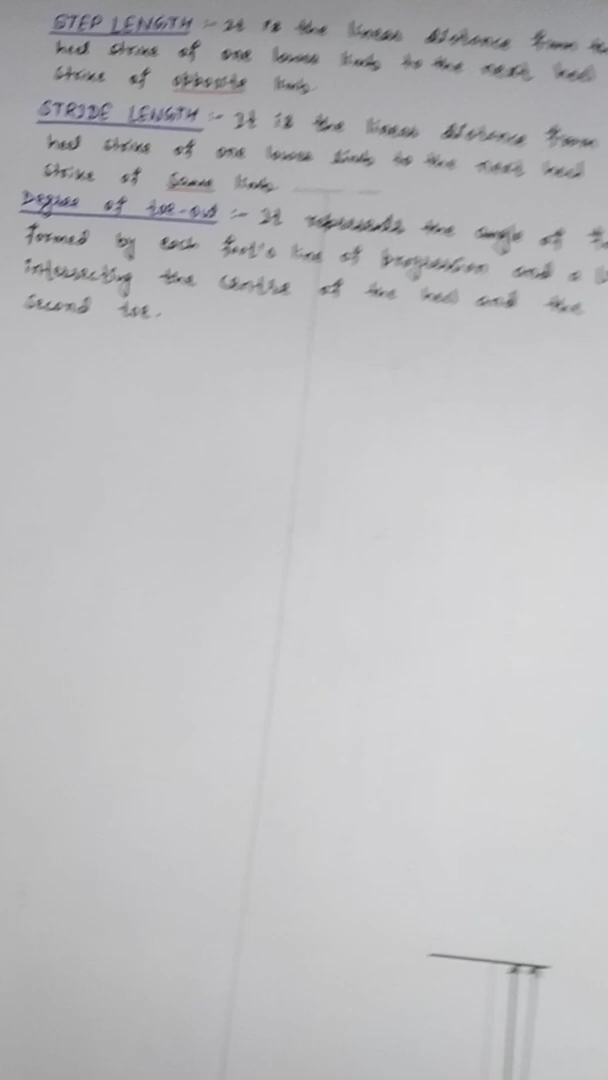 STEP LENGTH :- It is the linear distance from
heel strike of one lower limb to the next heel
strike of opposite limb.
STRIDE LENGTH :- It is the linear distance from
heel strike of one lower limb to the next heel
strike of same limb
Degree of toe-out :- It represents the angle of
formed by each foot's line of progression and a
intersecting the centre of the heel and the
second toe.